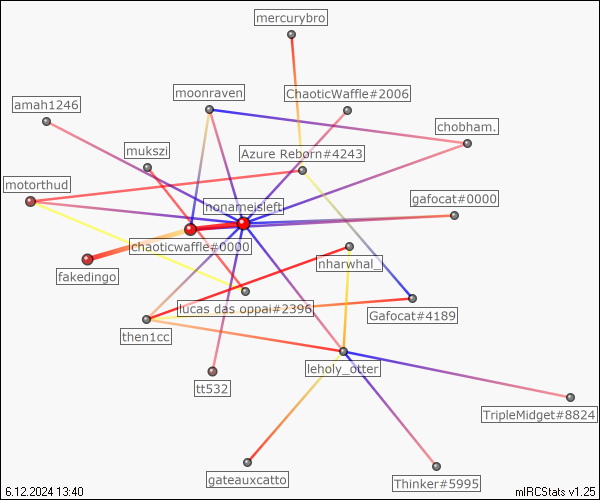 mercurybro
moonraven
ChaoticWaffle#2006
amah1246
chobham.
mukszi
Azure Reborn#4243
motorthud
gafocat#0000
nonameisleft
chaoticwaffle#0000
nharwhal_
fakedingo
lucas das oppai#2396
Gafocat#4189
then1cc
leholy_otter
tt532
TripleMidget#8824
gateauxcatto
Thinker#5995
6.12.2024 13:40
mIRCStats v1.25